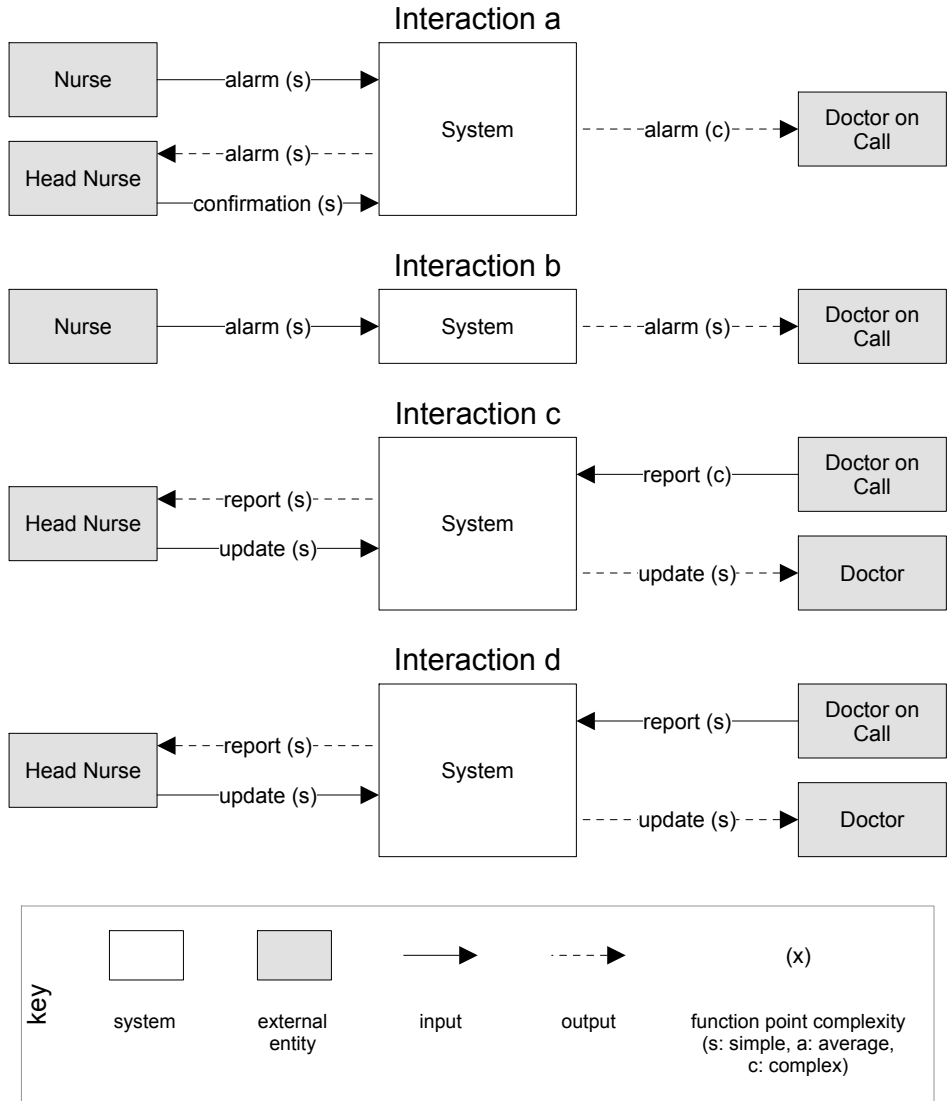 Interaction a
Nurse
alarm (s)
System
alarm (c)
Doctor on
Call
Head Nurse
alarm (s)
confirmation (s)
Interaction b
Nurse
alarm (s)
System
alarm (s)
Doctor on
Call
Interaction c
Head Nurse
report (s)
update (s)
System
report (c)
Doctor on
Call
update (s)
Doctor
Interaction d
Head Nurse
report (s)
update (s)
System
report (s)
Doctor on
Call
update (s)
Doctor
key
system
external
entity
input
output
(x)
function point complexity
(s: simple, a: average,
c: complex)